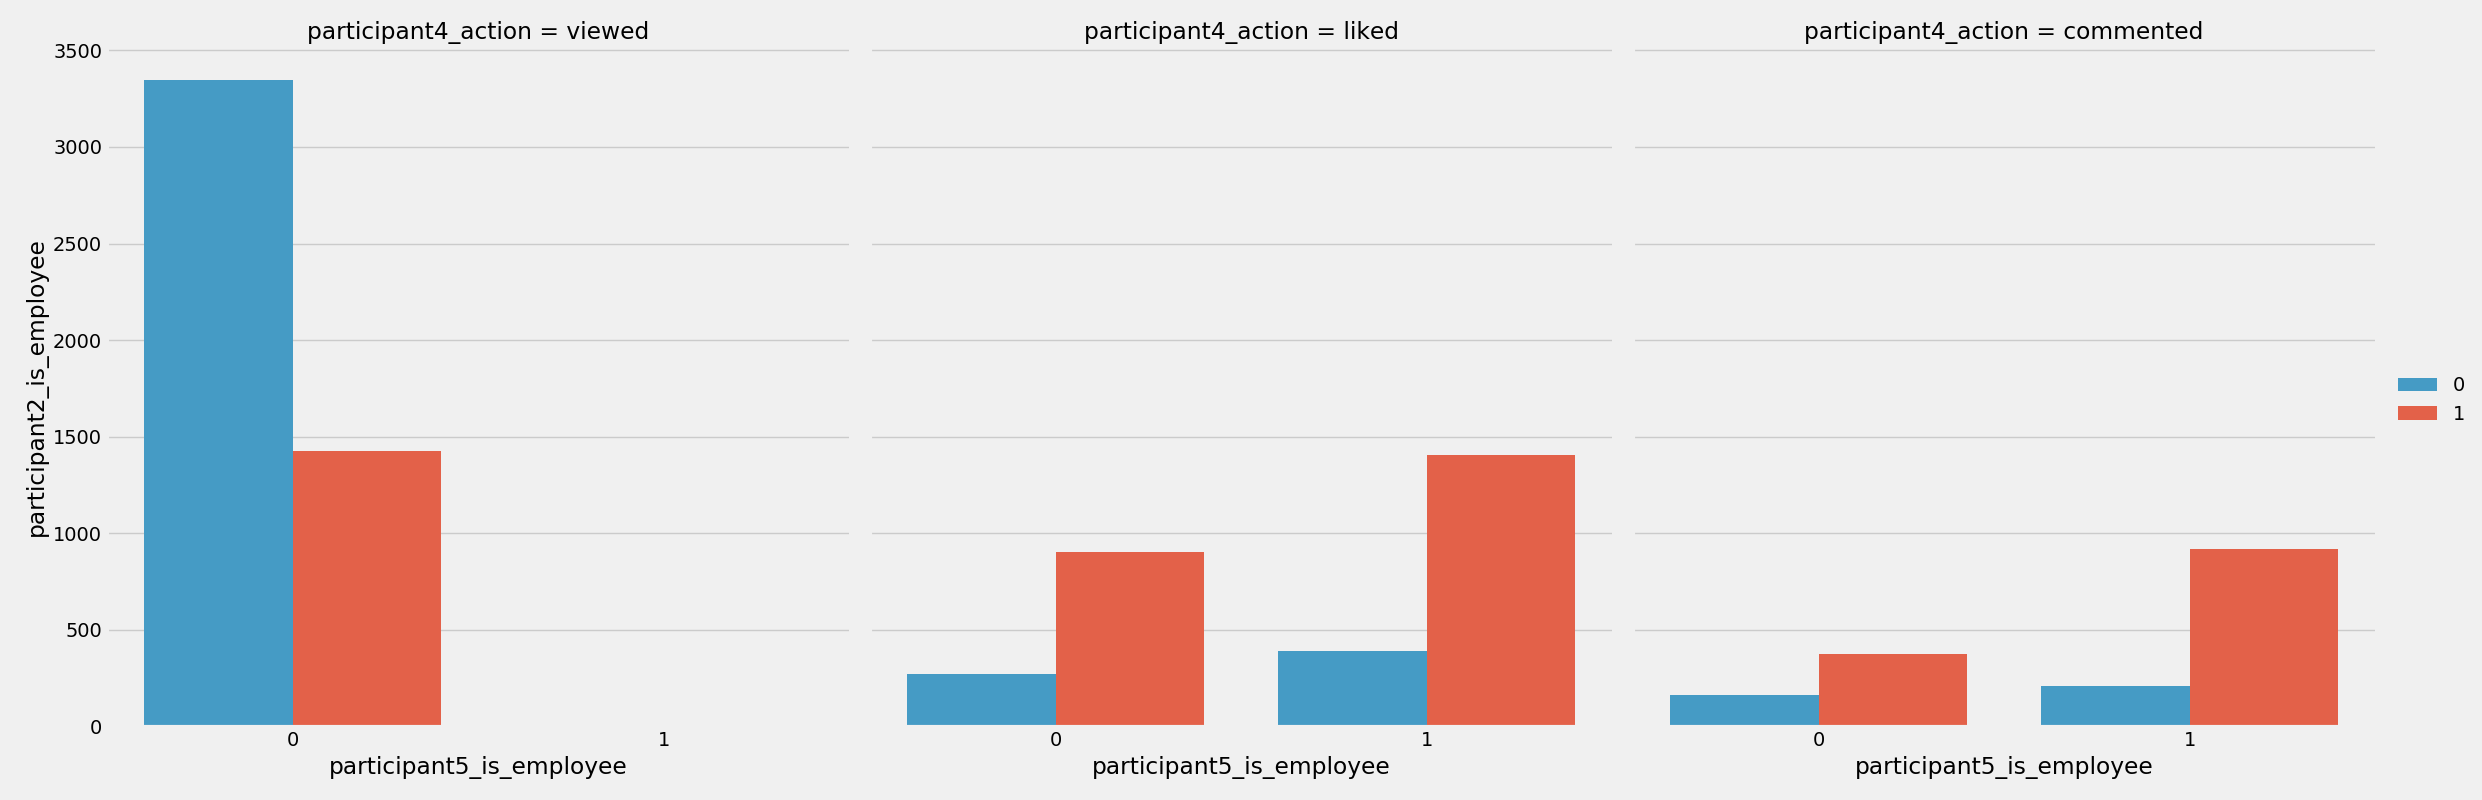 participant4_action = viewed
participant4_action = liked
participant4_action = commented
3500
3000
2500
2000
1500
1000
500
0
participant2_is_employee
0
1
0
1
0
1
participant5_is_employee
participant5_is_employee
participant5_is_employee
0
1